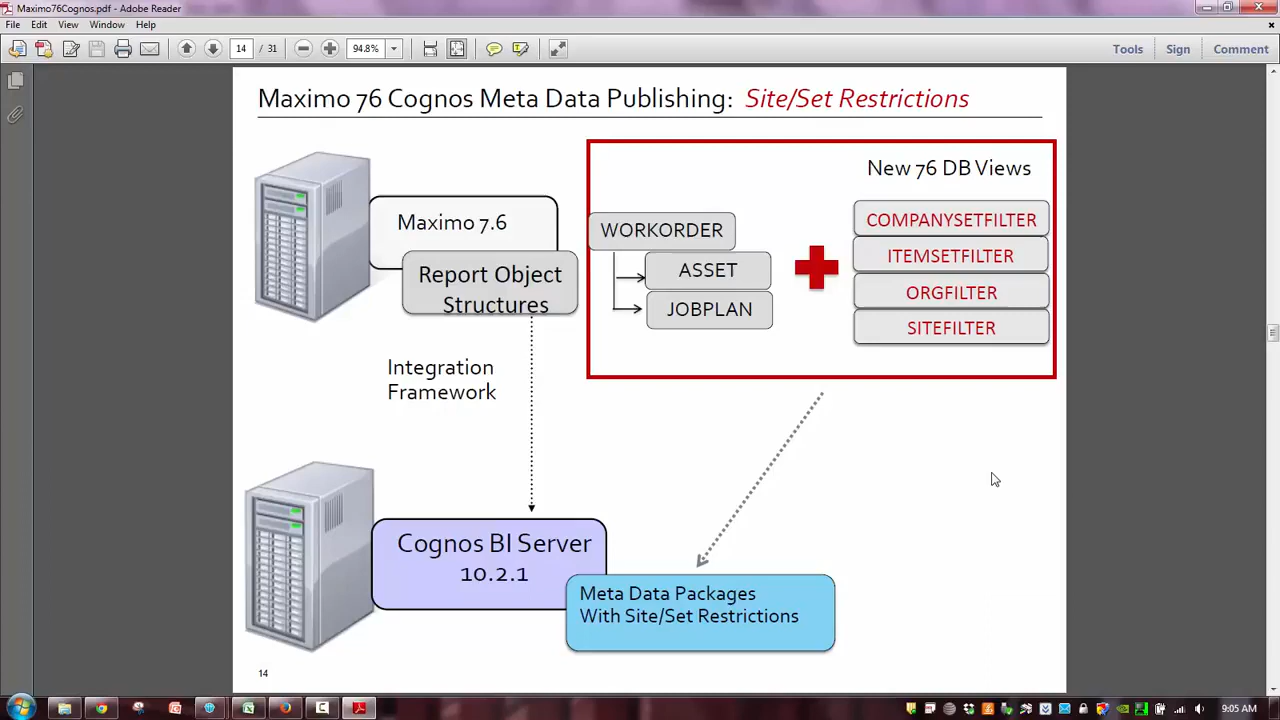 Maximo76Cognos.pdf - Adobe Reader
File Edit View Window Help
14 / 31 94.8% Tools Sign Comment
Maximo 76 Cognos Meta Data Publishing: Site/Set Restrictions
New 76 DB Views
Maximo 7.6
Report Object
Structures
WORKORDER
ASSET
JOBPLAN
COMPANYSETFILTER
ITEMSETFILTER
ORGFILTER
SITEFILTER
Integration
Framework
Cognos BI Server
10.2.1
Meta Data Packages
With Site/Set Restrictions
14
9:05 AM